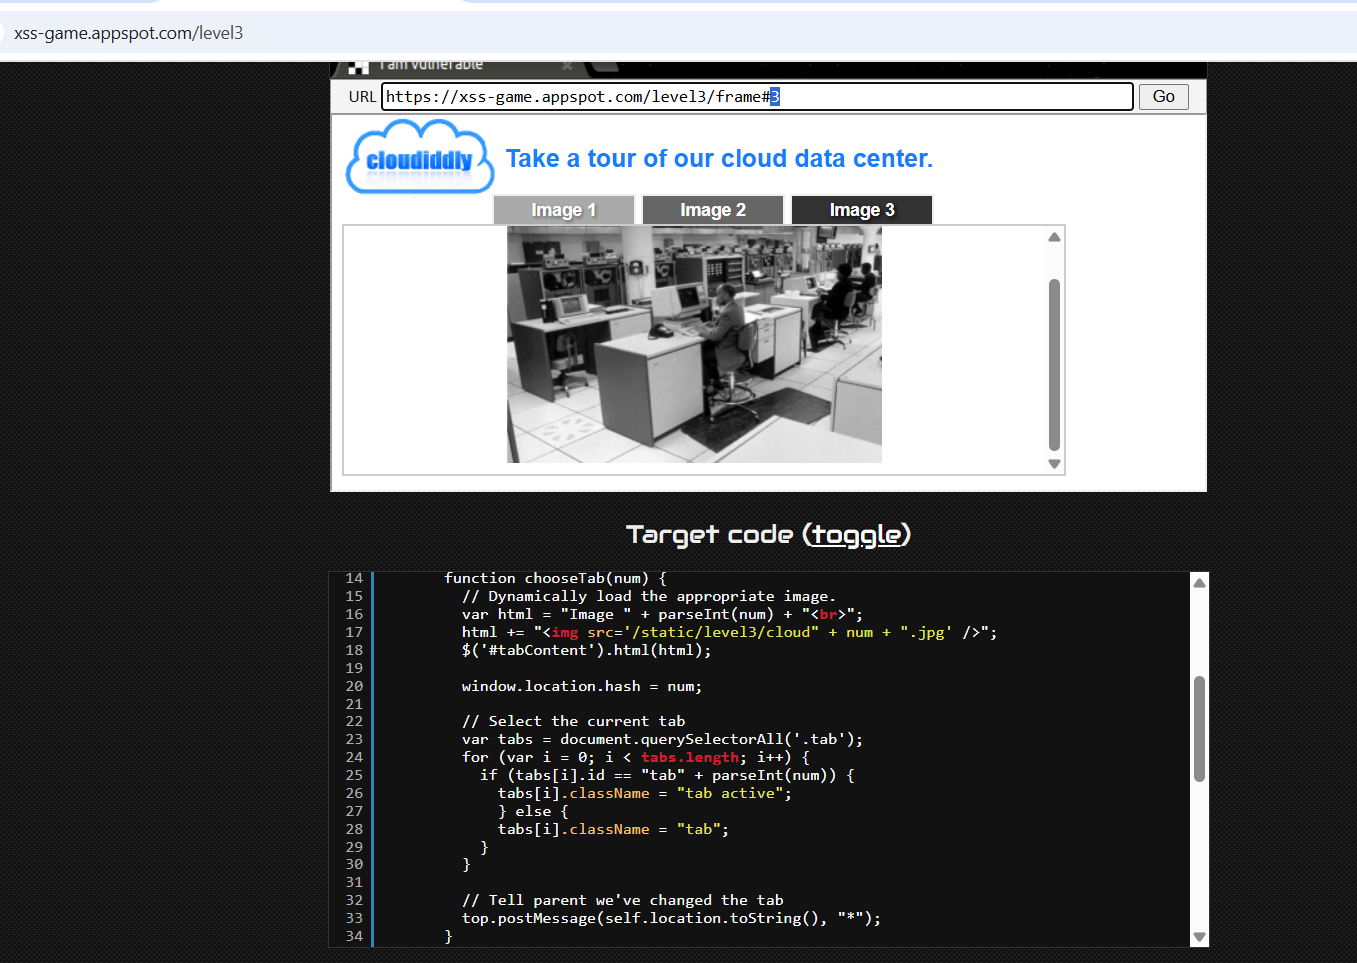 xss-game.appspot.com/level3
I am vulnerable ×
URL https://xss-game.appspot.com/level3/frame#3 Go
cloudiddly
Take a tour of our cloud data center.
Image 1 Image 2 Image 3
Target code (toggle)
14 function chooseTab(num) {
15 // Dynamically load the appropriate image.
16 var html = "Image " + parseInt(num) + "<br>";
17 html += "<img src='/static/level3/cloud" + num + ".jpg' />";
18 $('#tabContent').html(html);
19
20 window.location.hash = num;
21
22 // Select the current tab
23 var tabs = document.querySelectorAll('.tab');
24 for (var i = 0; i < tabs.length; i++) {
25 if (tabs[i].id == "tab" + parseInt(num)) {
26 tabs[i].className = "tab active";
27 } else {
28 tabs[i].className = "tab";
29 }
30 }
31
32 // Tell parent we've changed the tab
33 top.postMessage(self.location.toString(), "*");
34 }